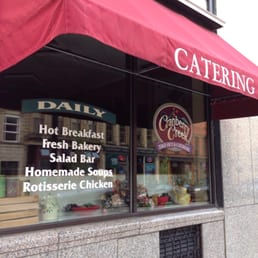 CATERING
DAILY
Hot Breakfast
Fresh Bakery
Salad Bar
Homemade Soups
Rotisserie Chicken
Cranberry
Creek